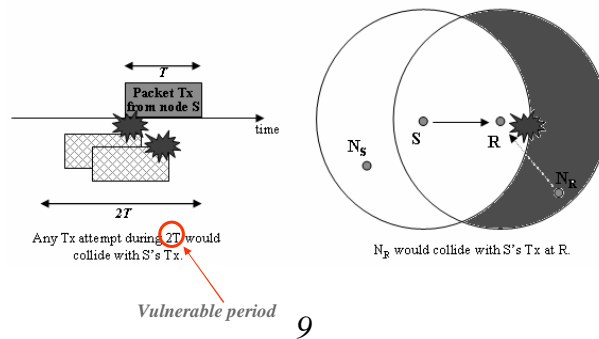 T
Packet Tx
from node S
time
2T
Any Tx attempt during 2T would
collide with S's Tx.
Vulnerable period
S
R
N_S
N_R
N_R would collide with S's Tx at R.
9